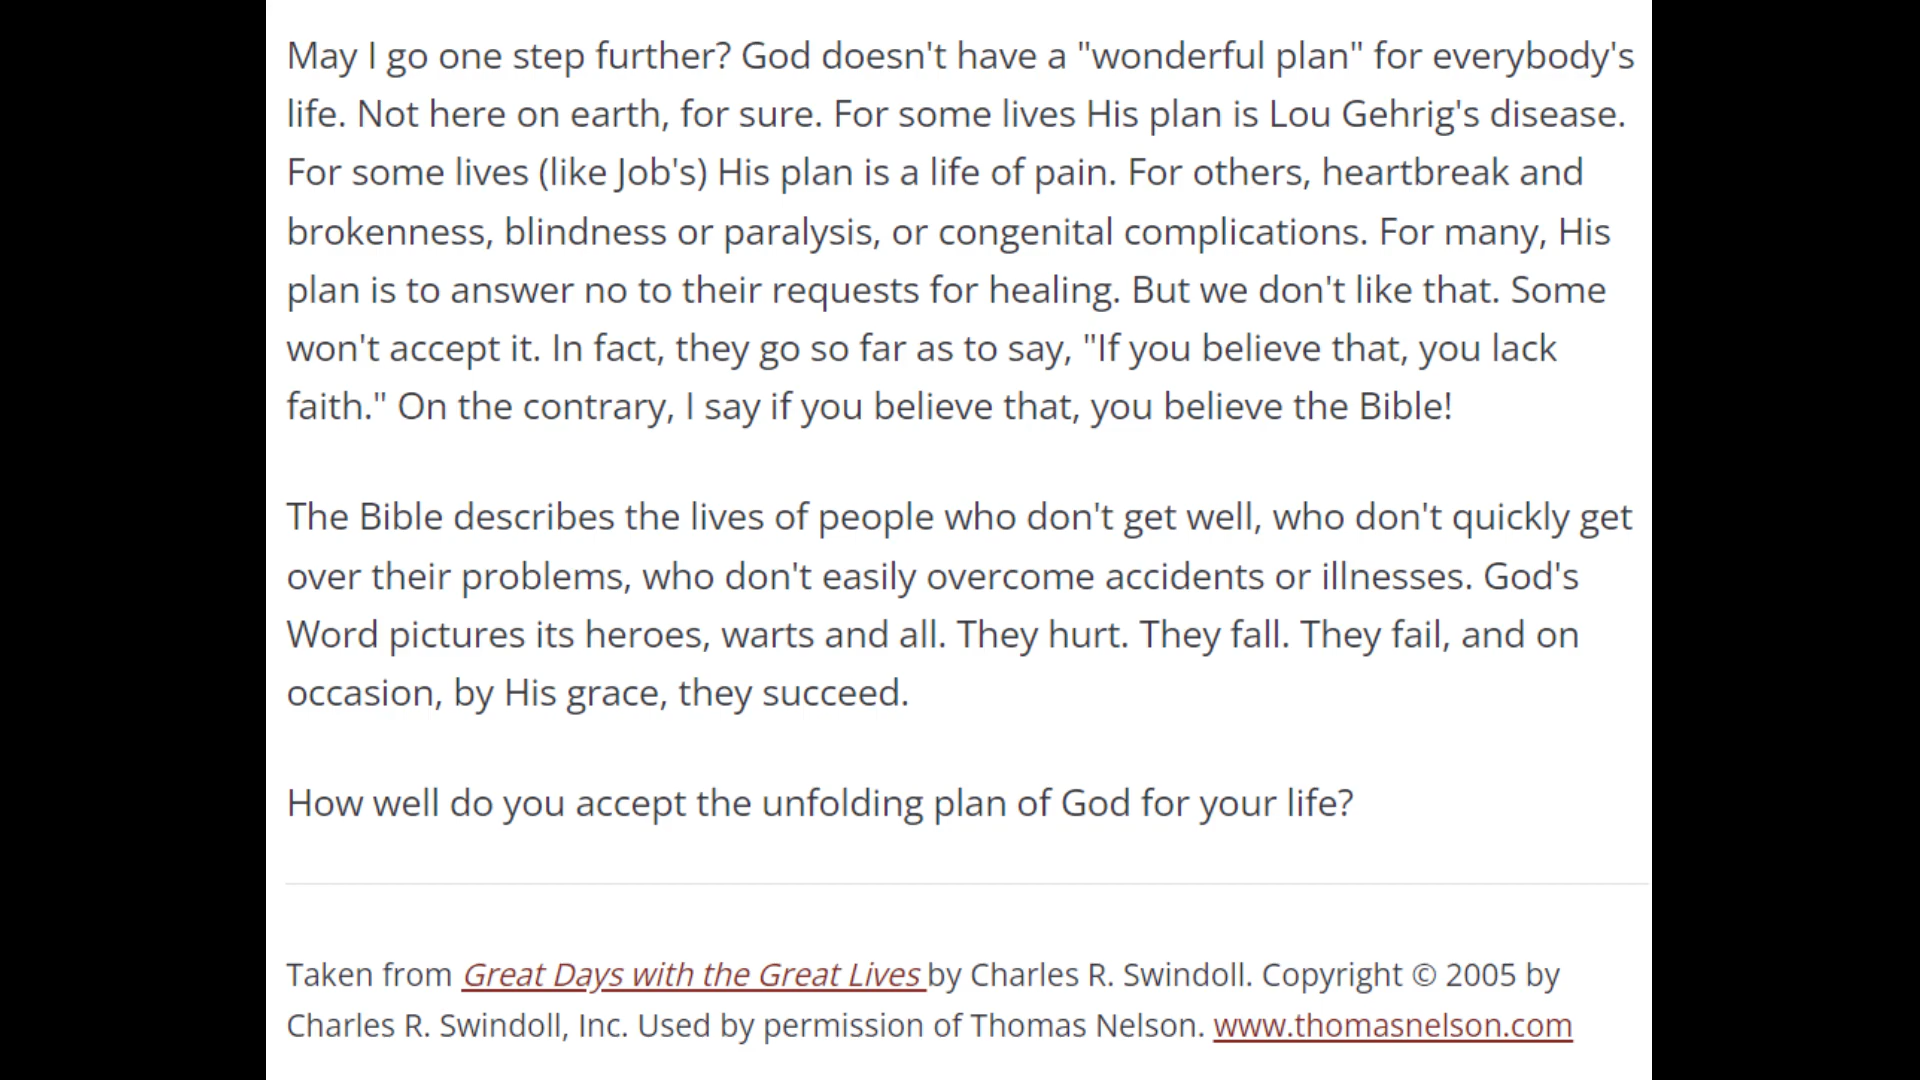 May I go one step further? God doesn't have a "wonderful plan" for everybody's
life. Not here on earth, for sure. For some lives His plan is Lou Gehrig's disease.
For some lives (like Job's) His plan is a life of pain. For others, heartbreak and
brokenness, blindness or paralysis, or congenital complications. For many, His
plan is to answer no to their requests for healing. But we don't like that. Some
won't accept it. In fact, they go so far as to say, "If you believe that, you lack
faith." On the contrary, I say if you believe that, you believe the Bible!
The Bible describes the lives of people who don't get well, who don't quickly get
over their problems, who don't easily overcome accidents or illnesses. God's
Word pictures its heroes, warts and all. They hurt. They fall. They fail, and on
occasion, by His grace, they succeed.
How well do you accept the unfolding plan of God for your life?
Taken from Great Days with the Great Lives by Charles R. Swindoll. Copyright © 2005 by
Charles R. Swindoll, Inc. Used by permission of Thomas Nelson. www.thomasnelson.com